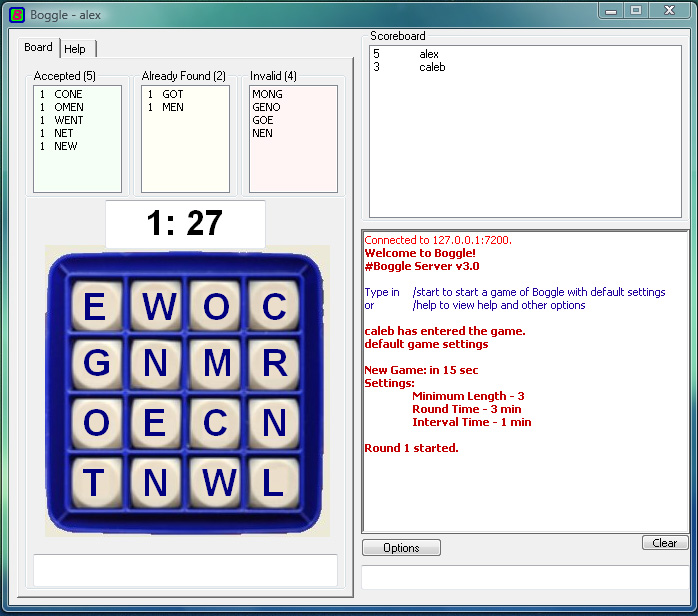 Boggle - alex
Board Help
Accepted (5)
1 CONE
1 OMEN
1 WENT
1 NET
1 NEW
Already Found (2)
1 GOT
1 MEN
Invalid (4)
MONG
GENO
GOE
NEN
1: 27
E W O C
G N M R
O E C N
T N W L
Scoreboard
5 alex
3 caleb
Connected to 127.0.0.1:7200.
Welcome to Boggle!
#Boggle Server v3.0
Type in /start to start a game of Boggle with default settings
or /help to view help and other options
caleb has entered the game.
default game settings
New Game: in 15 sec
Settings:
Minimum Length - 3
Round Time - 3 min
Interval Time - 1 min
Round 1 started.
Options
Clear